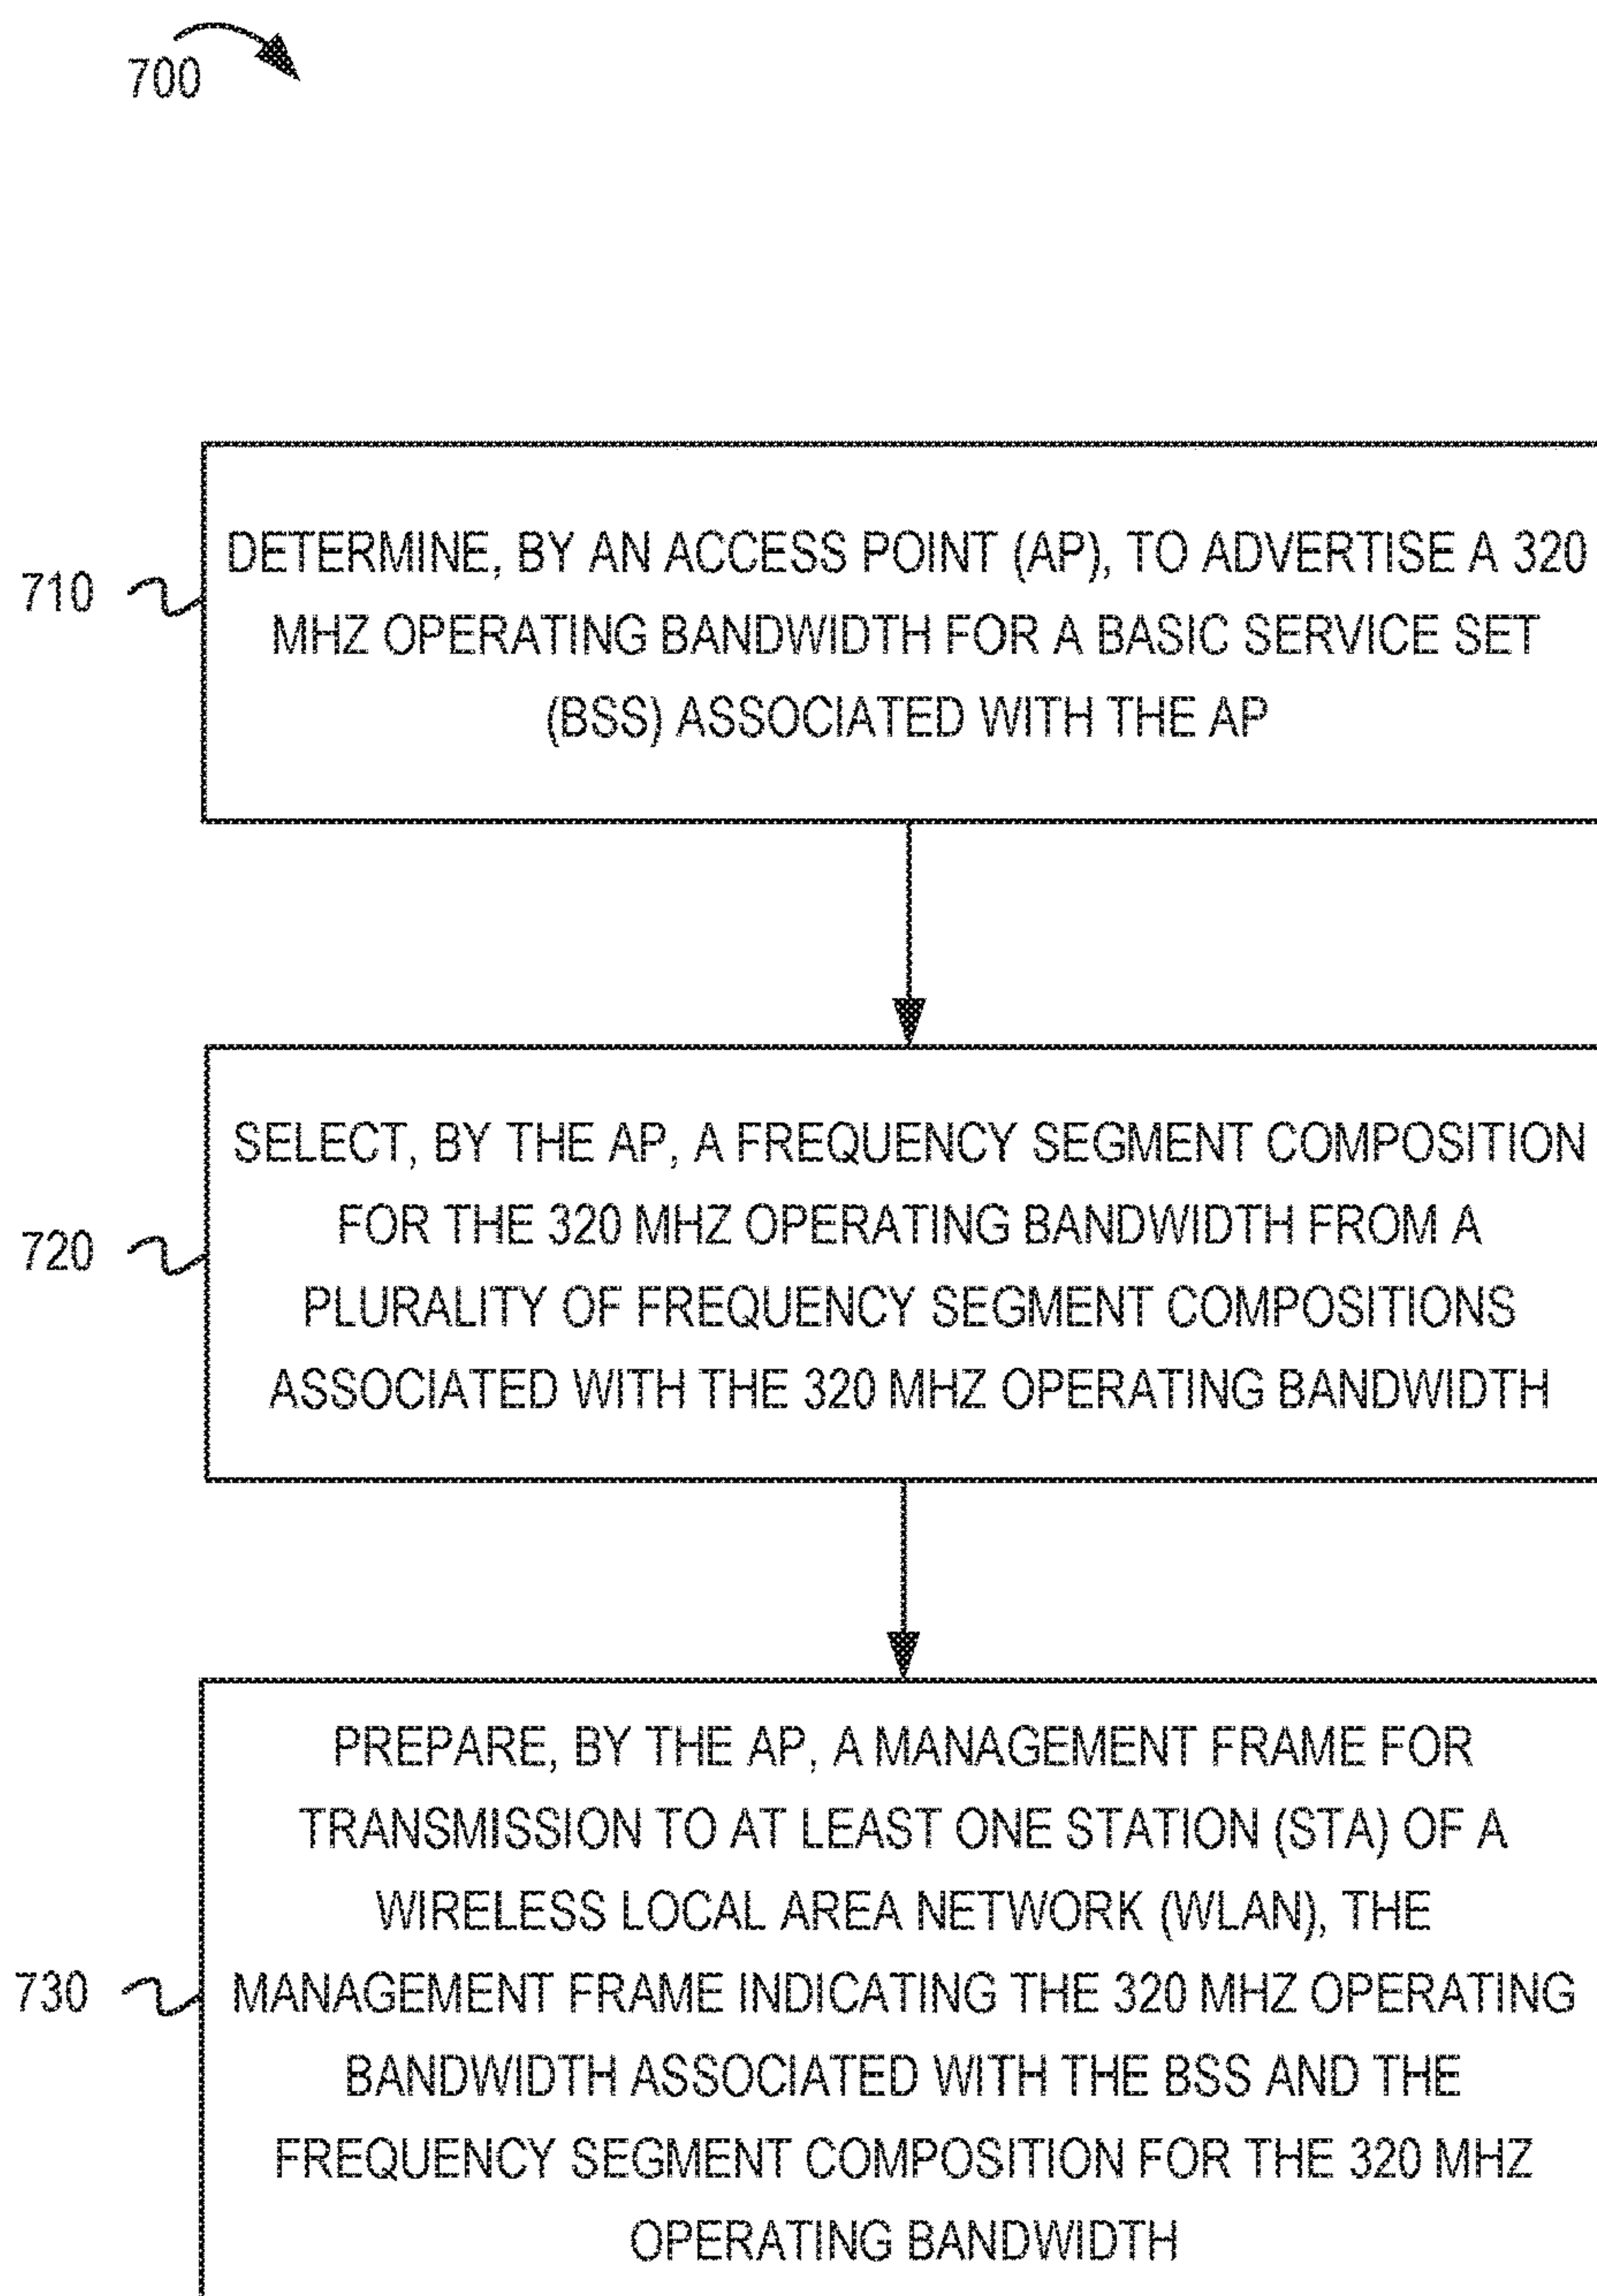 700
710
DETERMINE, BY AN ACCESS POINT (AP), TO ADVERTISE A 320
MHZ OPERATING BANDWIDTH FOR A BASIC SERVICE SET
(BSS) ASSOCIATED WITH THE AP
720
SELECT, BY THE AP, A FREQUENCY SEGMENT COMPOSITION
FOR THE 320 MHZ OPERATING BANDWIDTH FROM A
PLURALITY OF FREQUENCY SEGMENT COMPOSITIONS
ASSOCIATED WITH THE 320 MHZ OPERATING BANDWIDTH
730
PREPARE, BY THE AP, A MANAGEMENT FRAME FOR
TRANSMISSION TO AT LEAST ONE STATION (STA) OF A
WIRELESS LOCAL AREA NETWORK (WLAN), THE
MANAGEMENT FRAME INDICATING THE 320 MHZ OPERATING
BANDWIDTH ASSOCIATED WITH THE BSS AND THE
FREQUENCY SEGMENT COMPOSITION FOR THE 320 MHZ
OPERATING BANDWIDTH